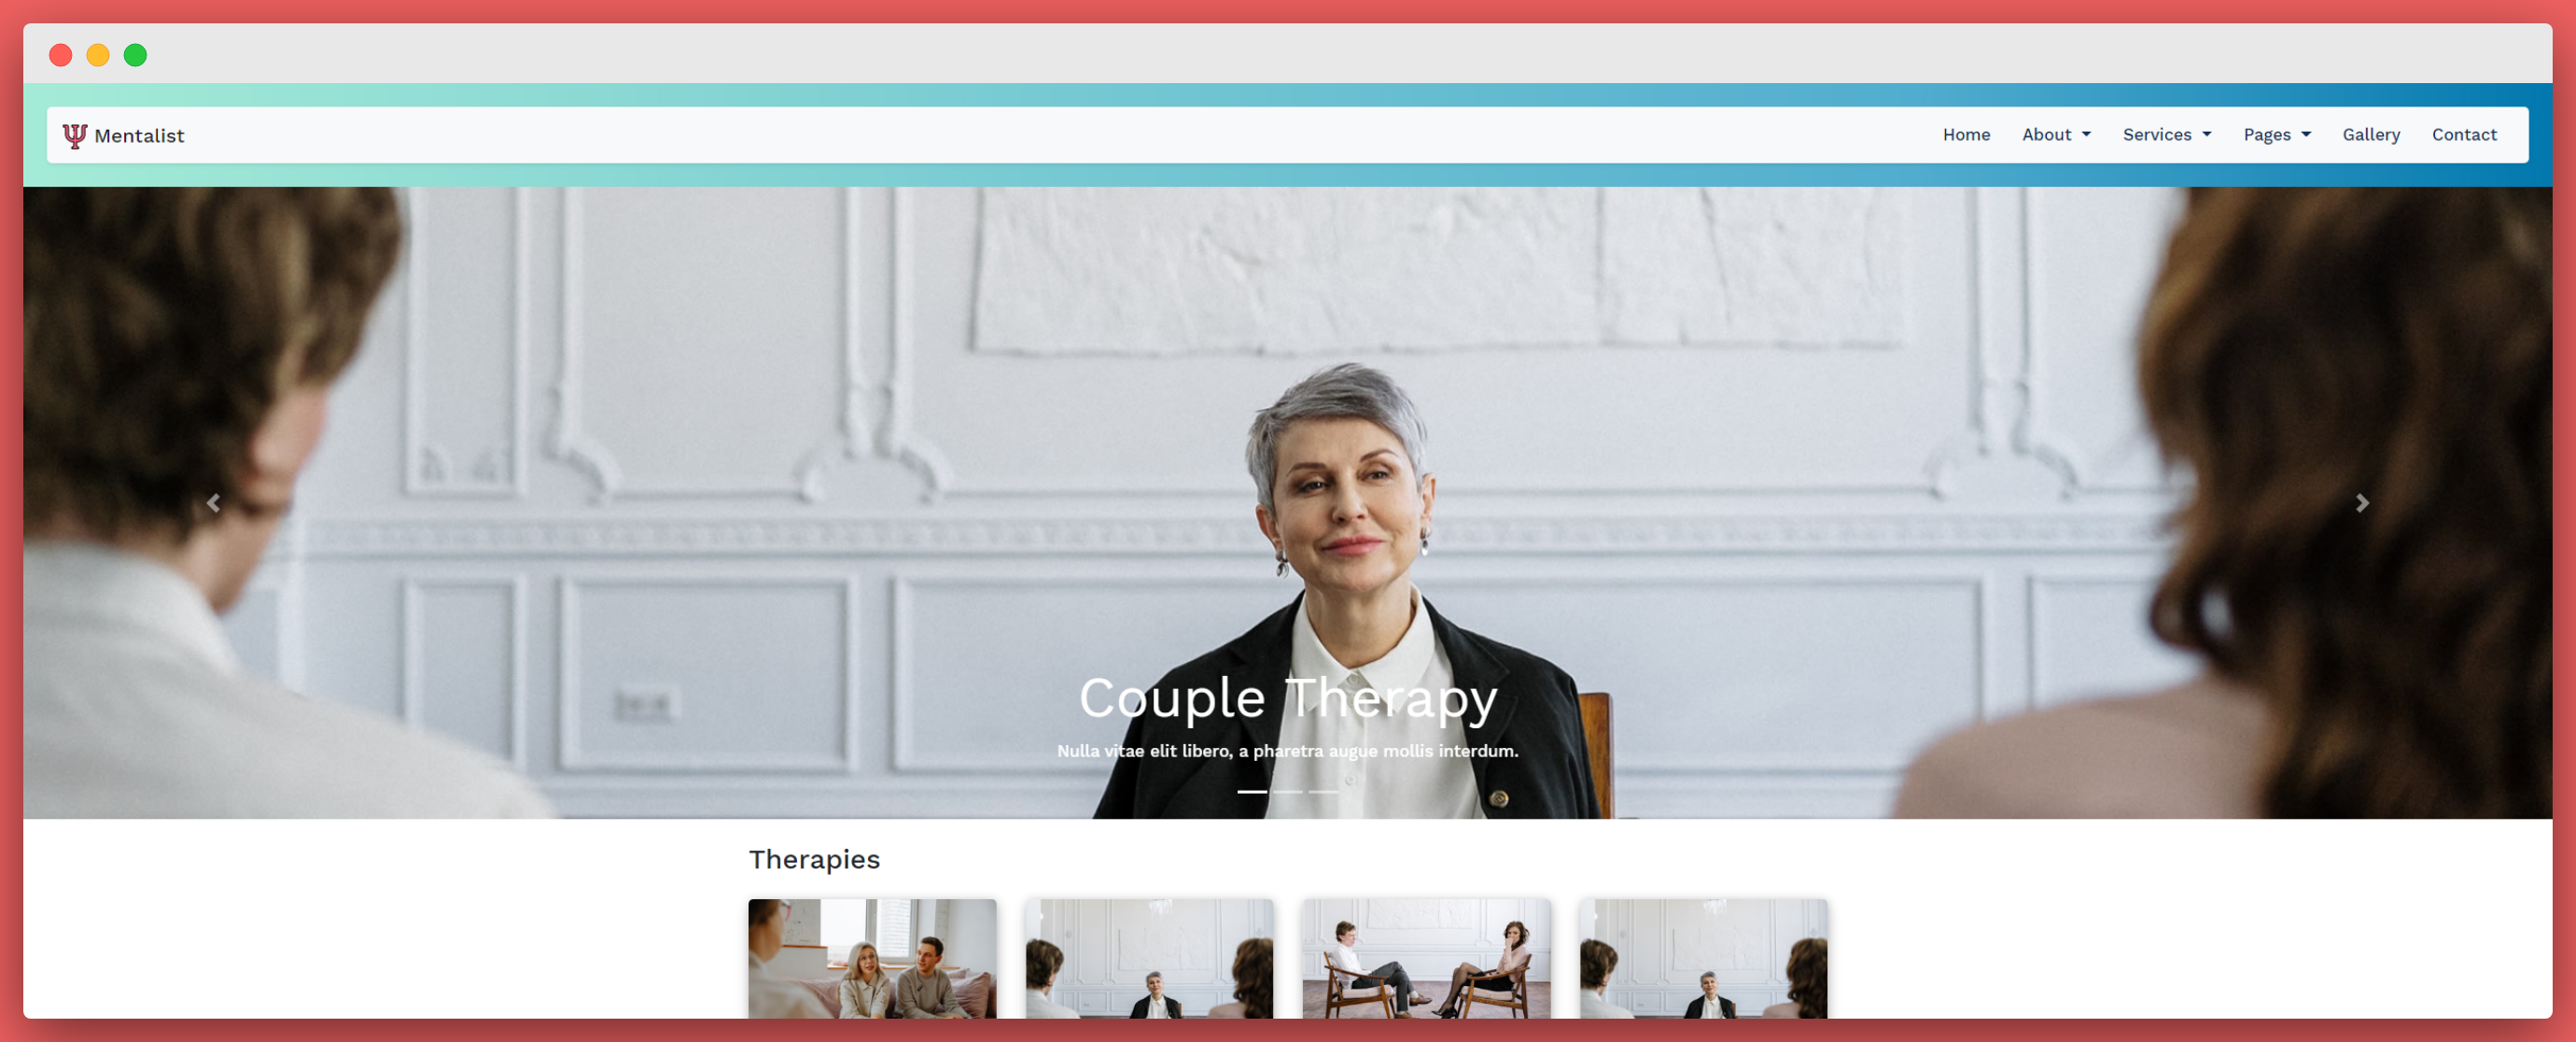 Mentalist
Home About Services Pages Gallery Contact
Couple Therapy
Nulla vitae elit libero, a pharetra augue mollis interdum.
Therapies